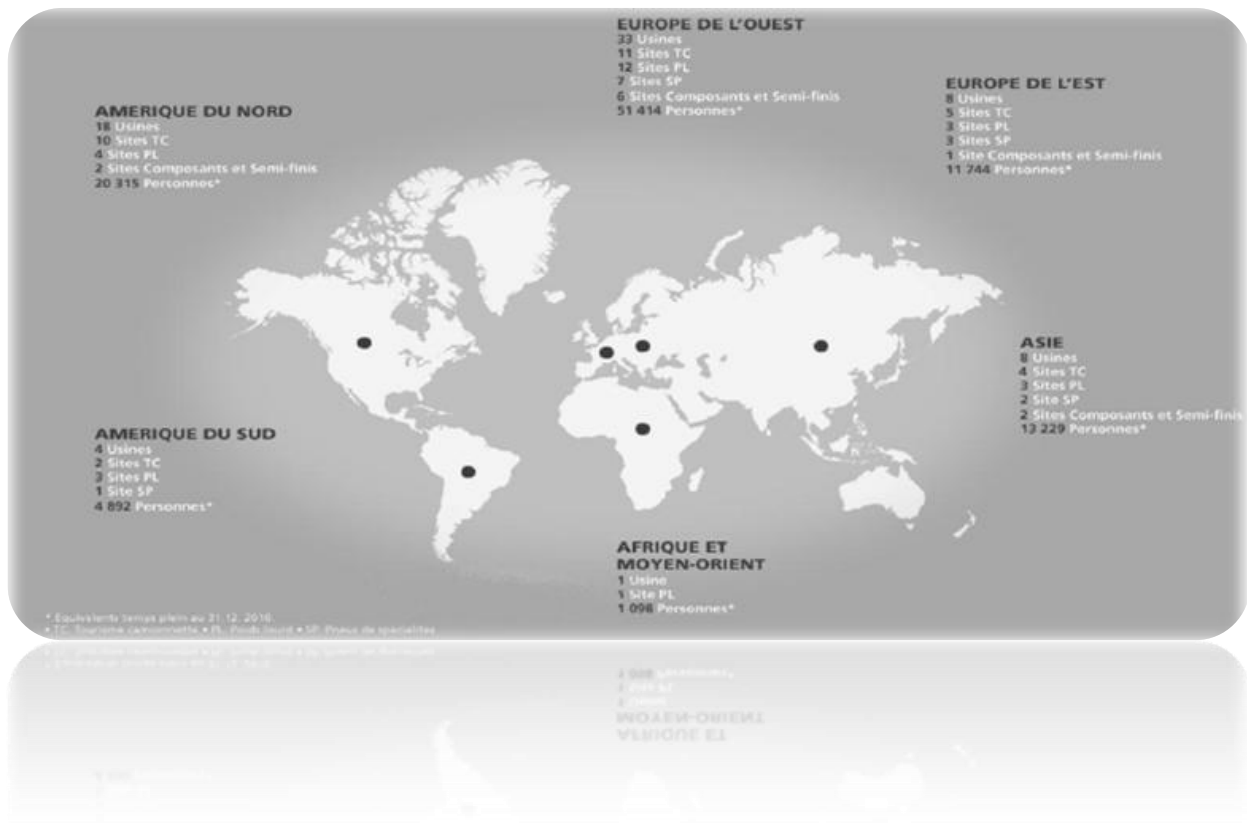 EUROPE DE L'OUEST
33 Usines
11 Sites TC
12 Sites PL
7 Sites SP
6 Sites Composants et Semi-finis
51 414 Personnes*
EUROPE DE L'EST
8 Usines
5 Sites TC
3 Sites PL
3 Sites SP
1 Site Composants et Semi-finis
11 744 Personnes*
AMERIQUE DU NORD
18 Usines
10 Sites TC
4 Sites PL
2 Sites Composants et Semi-finis
20 315 Personnes*
ASIE
8 Usines
4 Sites TC
3 Sites PL
2 Site SP
2 Sites Composants et Semi-finis
13 229 Personnes*
AMERIQUE DU SUD
4 Usines
2 Sites TC
3 Sites PL
1 Site SP
4 892 Personnes*
AFRIQUE ET
MOYEN-ORIENT
1 Usine
1 Site PL
1 098 Personnes*
* Equivalents temps plein au 31.12. 2016.
• TC: Tourisme camionnette • PL: Poids lourd • SP: Pneus de spécialités